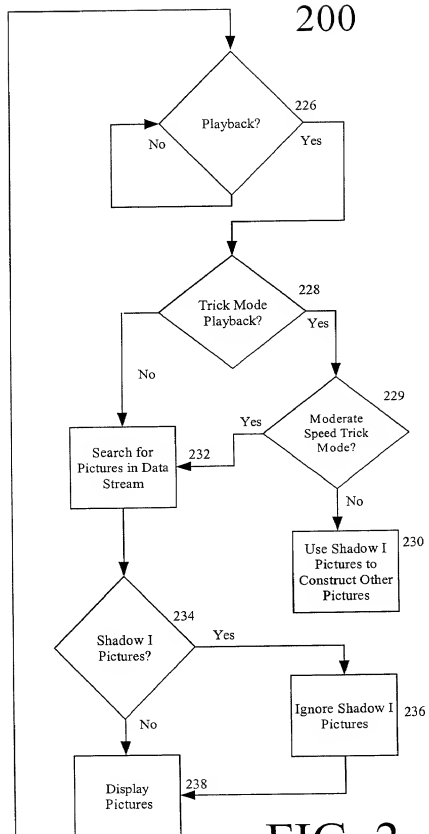 200
226
Playback?
No
Yes
228
Trick Mode
Playback?
Yes
No
229
Moderate
Speed Trick
Mode?
Yes
232
Search for
Pictures in Data
Stream
No
230
Use Shadow I
Pictures to
Construct Other
Pictures
234
Shadow I
Pictures?
Yes
Ignore Shadow I
Pictures
236
No
238
Display
Pictures